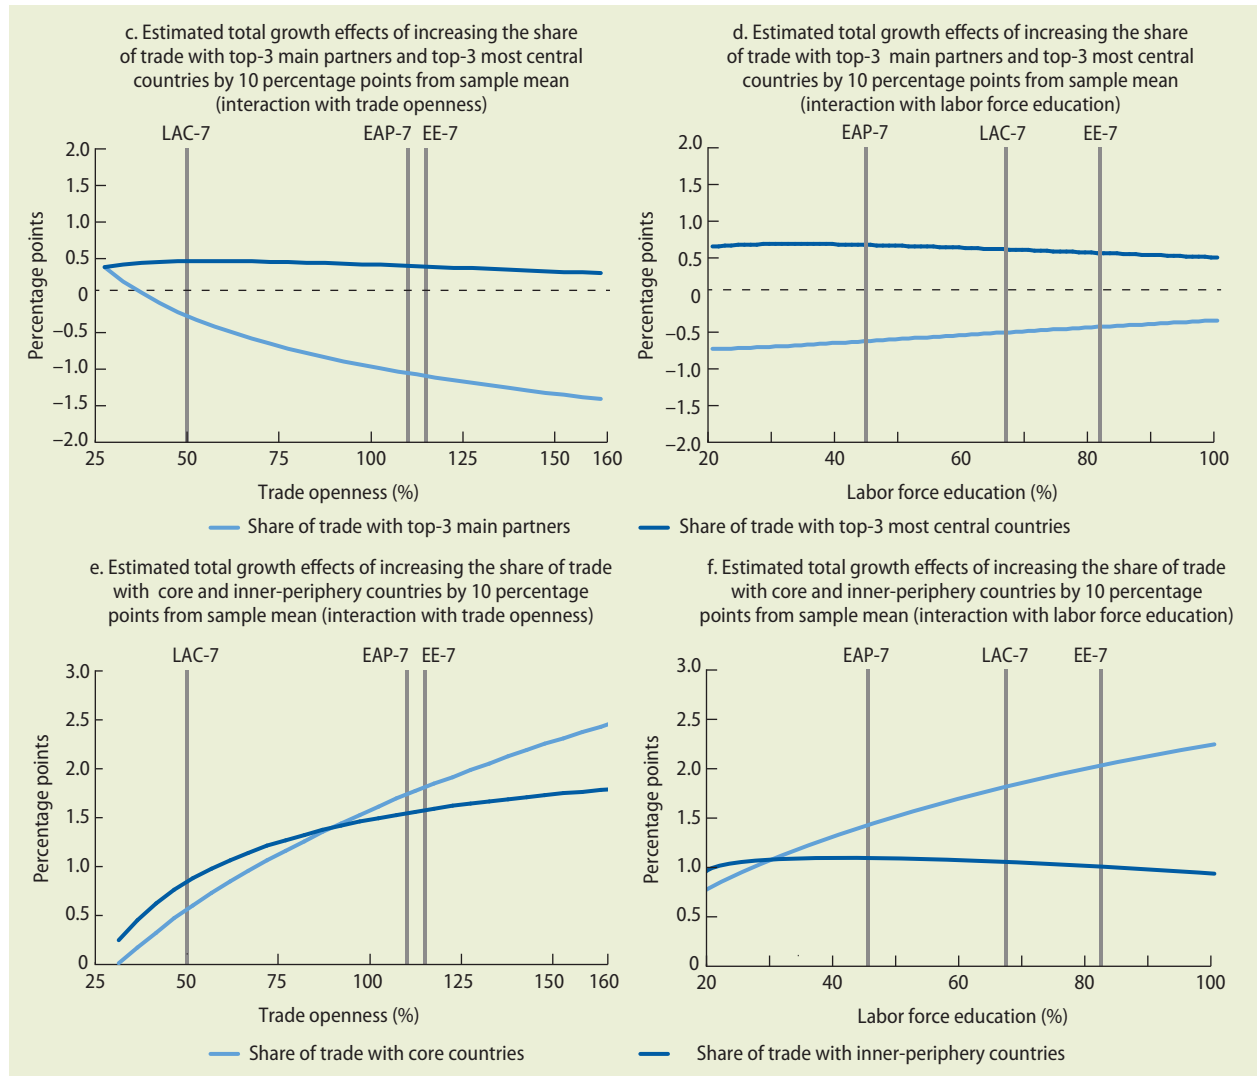 c. Estimated total growth effects of increasing the share
of trade with top-3 main partners and top-3 most central
countries by 10 percentage points from sample mean
(interaction with trade openness)
LAC-7
EAP-7
EE-7
Percentage points
2.0
1.5
1.0
0.5
0
–0.5
–1.0
–1.5
–2.0
25
50
75
100
125
150
160
Trade openness (%)
d. Estimated total growth effects of increasing the share
of trade with top-3 main partners and top-3 most central
countries by 10 percentage points from sample mean
(interaction with labor force education)
EAP-7
LAC-7
EE-7
Percentage points
2.0
1.5
1.0
0.5
0
–0.5
–1.0
–1.5
–2.0
20
40
60
80
100
Labor force education (%)
Share of trade with top-3 main partners
Share of trade with top-3 most central countries
e. Estimated total growth effects of increasing the share of trade
with core and inner-periphery countries by 10 percentage
points from sample mean (interaction with trade openness)
LAC-7
EAP-7
EE-7
Percentage points
3.0
2.5
2.0
1.5
1.0
0.5
0
25
50
75
100
125
150
160
Trade openness (%)
f. Estimated total growth effects of increasing the share of trade
with core and inner-periphery countries by 10 percentage
points from sample mean (interaction with labor force education)
EAP-7
LAC-7
EE-7
Percentage points
3.0
2.5
2.0
1.5
1.0
0.5
0
20
40
60
80
100
Labor force education (%)
Share of trade with core countries
Share of trade with inner-periphery countries